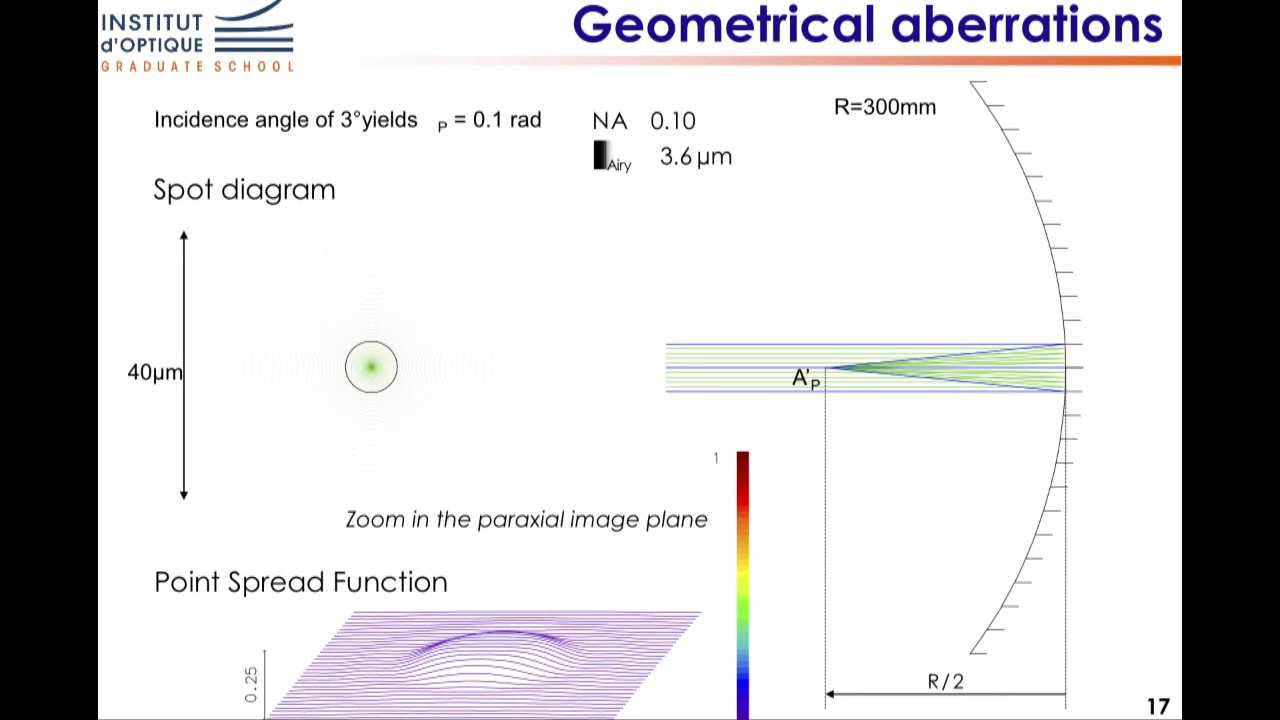 INSTITUT
d'OPTIQUE
GRADUATE SCHOOL
Geometrical aberrations
Incidence angle of 3°yields P = 0.1 rad
NA 0.10
Airy 3.6 µm
R=300mm
Spot diagram
40µm
A'P
Zoom in the paraxial image plane
1
Point Spread Function
0.25
R/2
17